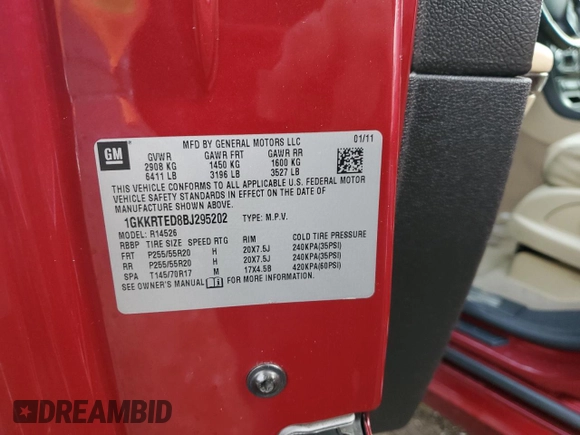 MFD BY GENERAL MOTORS LLC 01/11
GM
GVWR GAWR FRT GAWR RR
2908 KG 1450 KG 1600 KG
6411 LB 3196 LB 3527 LB
THIS VEHICLE CONFORMS TO ALL APPLICABLE U.S. FEDERAL MOTOR
VEHICLE SAFETY STANDARDS IN EFFECT ON THE DATE OF
MANUFACTURE SHOWN ABOVE.
1GKKRTED8BJ295202 TYPE: M.P.V.
MODEL: R14526
RBBP TIRE SIZE SPEED RTG RIM COLD TIRE PRESSURE
FRT P255/55R20 H 20X7.5J 240KPA(35PSI)
RR P255/55R20 H 20X7.5J 240KPA(35PSI)
SPA T145/70R17 M 17X4.5B 420KPA(60PSI)
SEE OWNER'S MANUAL FOR MORE INFORMATION.
DREAMBID